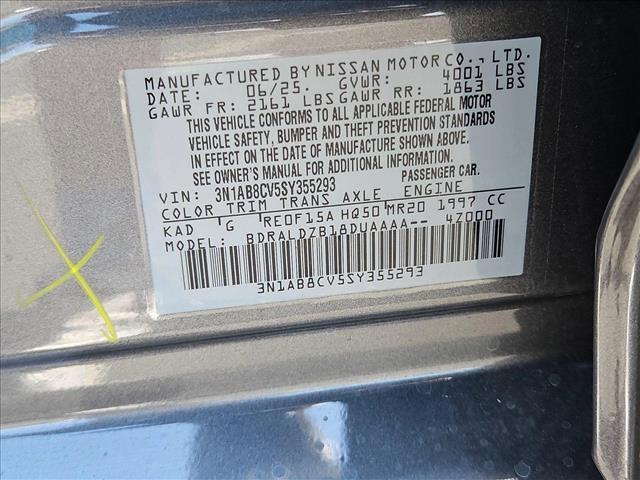 MANUFACTURED BY NISSAN MOTOR CO., LTD.
DATE: 06/25. GVWR: 4001 LBS
GAWR FR: 2161 LBS GAWR RR: 1863 LBS
THIS VEHICLE CONFORMS TO ALL APPLICABLE FEDERAL MOTOR
VEHICLE SAFETY, BUMPER AND THEFT PREVENTION STANDARDS
IN EFFECT ON THE DATE OF MANUFACTURE SHOWN ABOVE.
SEE OWNER'S MANUAL FOR ADDITIONAL INFORMATION.
VIN: 3N1AB8CV5SY355293 PASSENGER CAR.
COLOR TRIM TRANS AXLE ENGINE
KAD G RE0F15A HQ50 MR20 1997 CC
MODEL: BDRALDZB18DUAAAA-- 4Z000
3N1AB8CV5SY355293